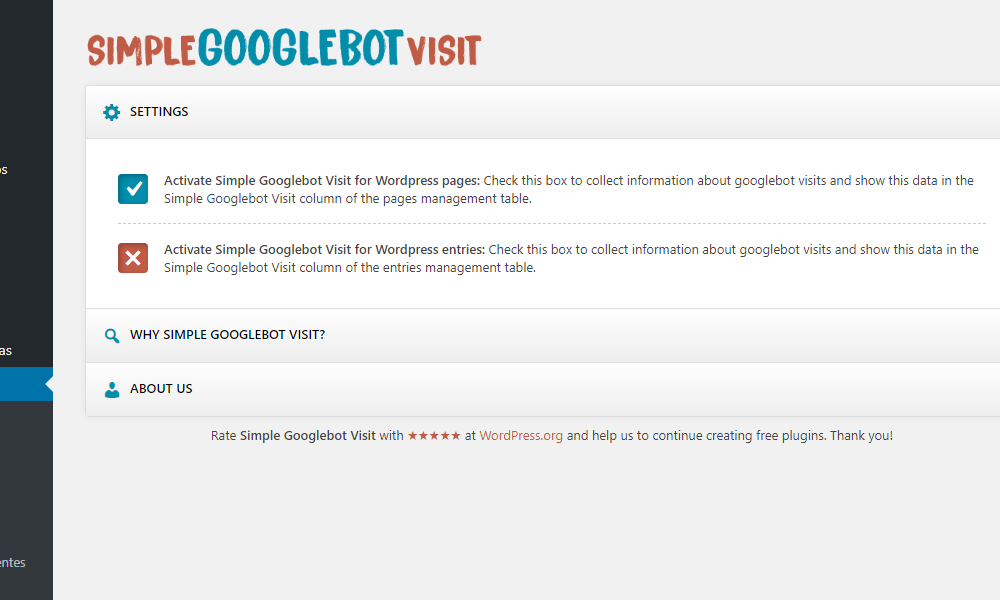 SIMPLE GOOGLEBOT VISIT
SETTINGS
Activate Simple Googlebot Visit for Wordpress pages: Check this box to collect information about googlebot visits and show this data in the
Simple Googlebot Visit column of the pages management table.
Activate Simple Googlebot Visit for Wordpress entries: Check this box to collect information about googlebot visits and show this data in the
Simple Googlebot Visit column of the entries management table.
as
WHY SIMPLE GOOGLEBOT VISIT?
ABOUT US
Rate Simple Googlebot Visit with ★★★★★ at WordPress.org and help us to continue creating free plugins. Thank you!
entes